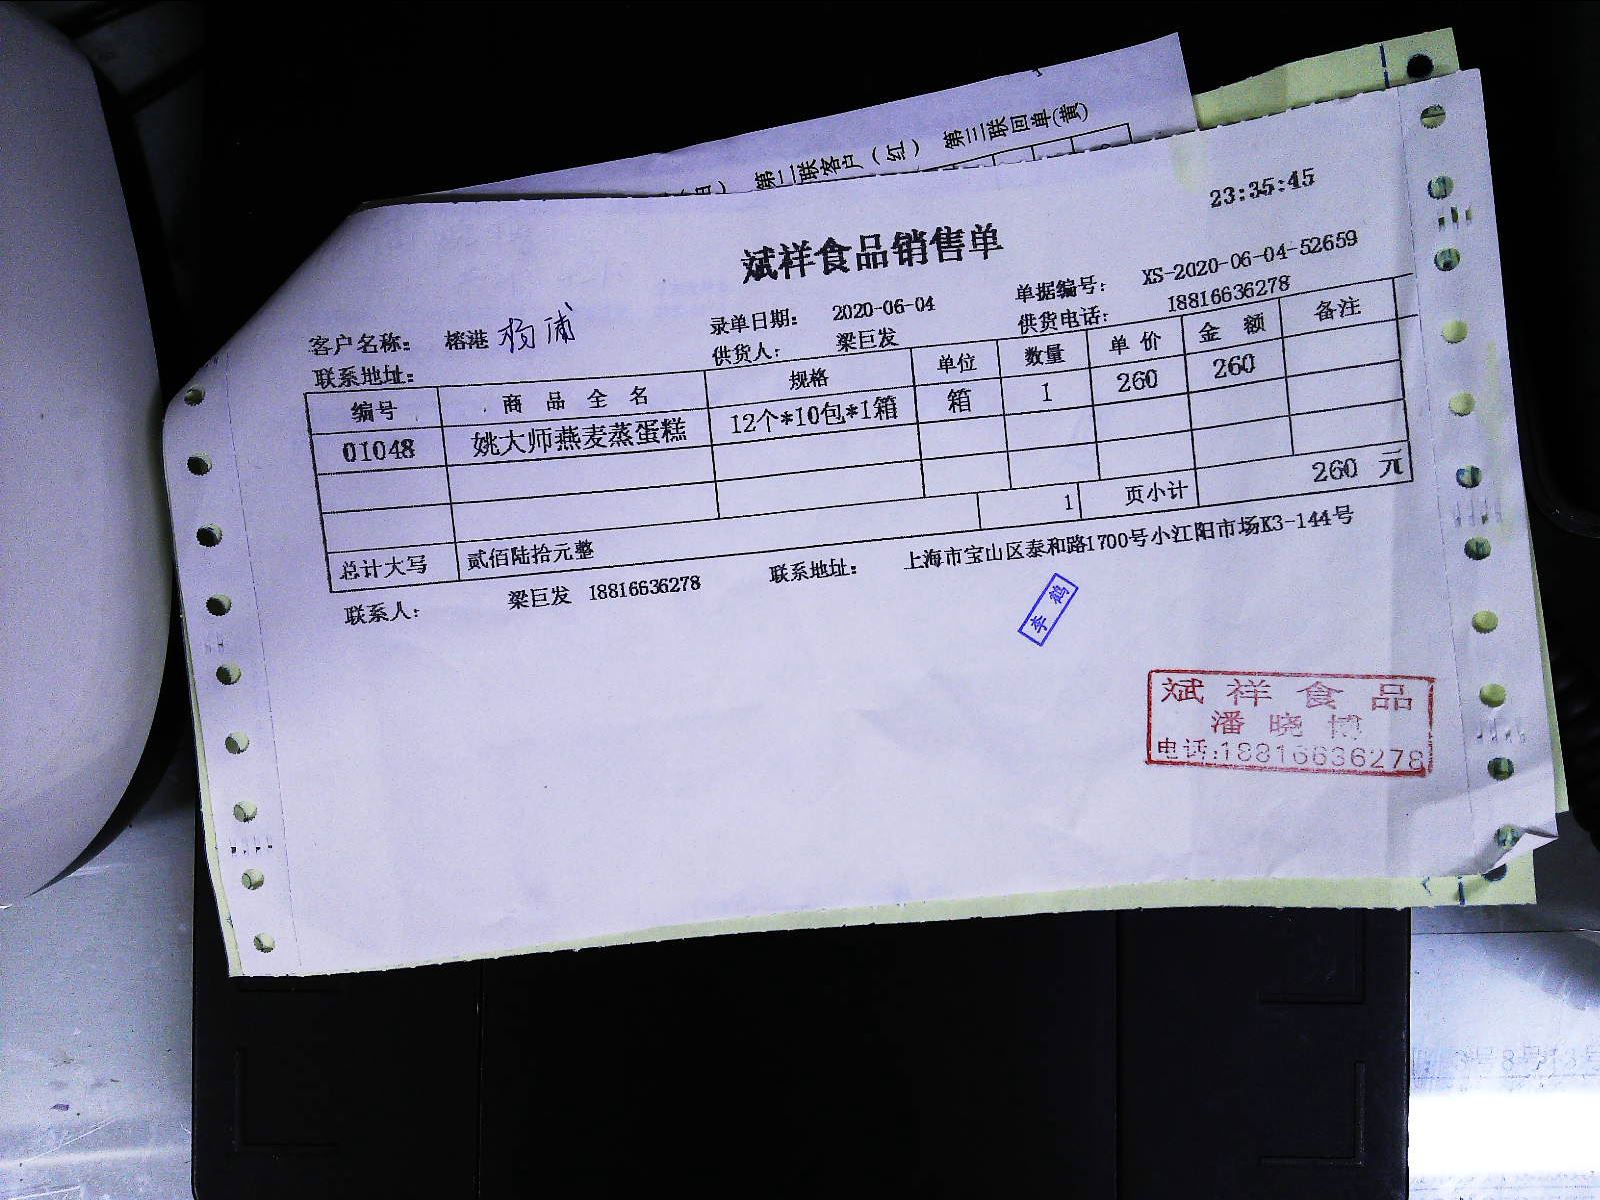 第二联客户(红) 第三联回单(黄)
23:35:45
斌祥食品销售单
客户名称: 榕港 杨浦 录单日期: 2020-06-04 单据编号: XS-2020-06-04-52659
联系地址: 供货人: 梁巨发 供货电话: 18816636278
编号 商品全名 规格 单位 数量 单价 金额 备注
01048 姚大师燕麦蒸蛋糕 12个*10包*1箱 箱 1 260 260
1 页小计 260 元
总计大写 贰佰陆拾元整
联系人: 梁巨发 18816636278 联系地址: 上海市宝山区泰和路1700号小江阳市场K3-144号
李鹤
斌祥食品
潘晓博
电话:18816636278